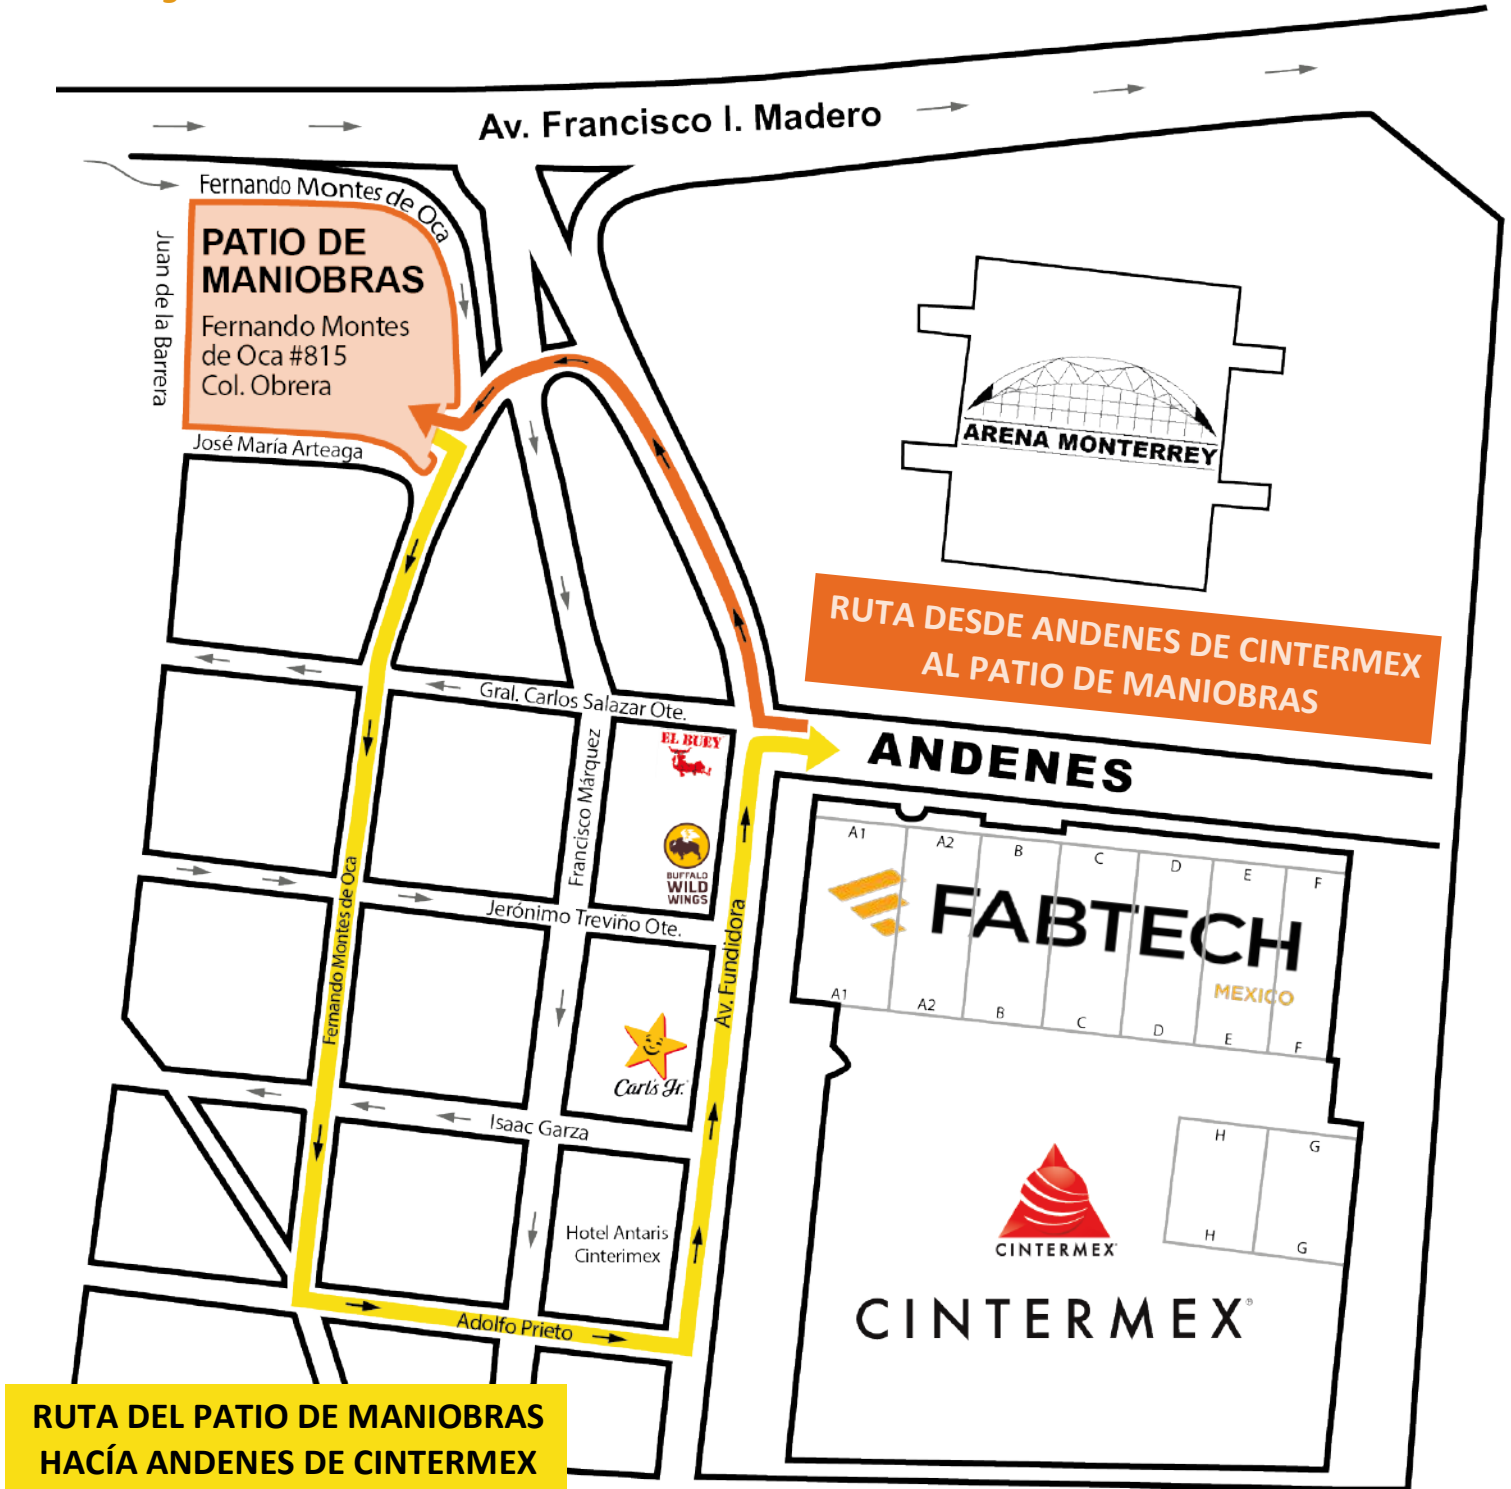 Av. Francisco I. Madero
Fernando Montes de Oca
PATIO DE
MANIOBRAS
Fernando Montes
de Oca #815
Col. Obrera
Juan de la Barrera
José María Arteaga
ARENA MONTERREY
RUTA DESDE ANDENES DE CINTERMEX
AL PATIO DE MANIOBRAS
Gral. Carlos Salazar Ote.
EL BUEY
ANDENES
Francisco Márquez
BUFFALO
WILD
WINGS
A1 A2 B C D E F
FABTECH
MEXICO
A1 A2 B C D E F
Jerónimo Treviño Ote.
Fernando Montes de Oca
Av. Fundidora
Carl's Jr.
Isaac Garza
H G
H G
Hotel Antaris
Cinterimex
CINTERMEX
CINTERMEX®
Adolfo Prieto
RUTA DEL PATIO DE MANIOBRAS
HACÍA ANDENES DE CINTERMEX